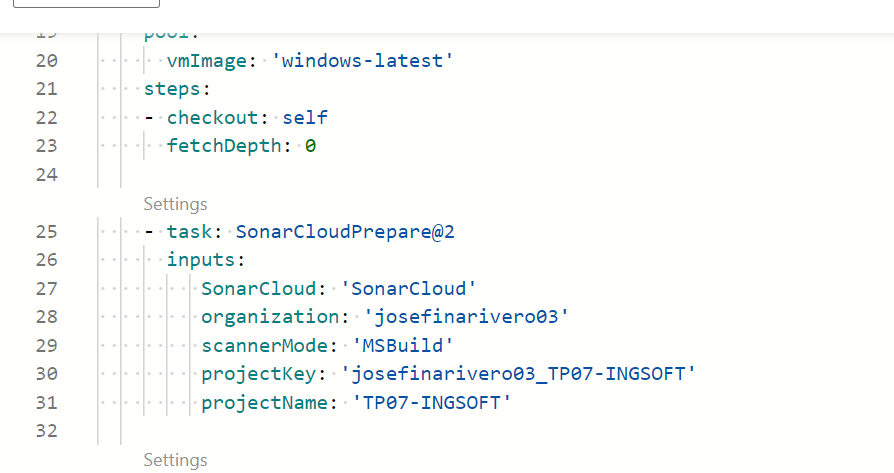 19 pool:
20 vmImage: 'windows-latest'
21 steps:
22 - checkout: self
23 fetchDepth: 0
24
Settings
25 - task: SonarCloudPrepare@2
26 inputs:
27 SonarCloud: 'SonarCloud'
28 organization: 'josefinarivero03'
29 scannerMode: 'MSBuild'
30 projectKey: 'josefinarivero03_TP07-INGSOFT'
31 projectName: 'TP07-INGSOFT'
32
Settings